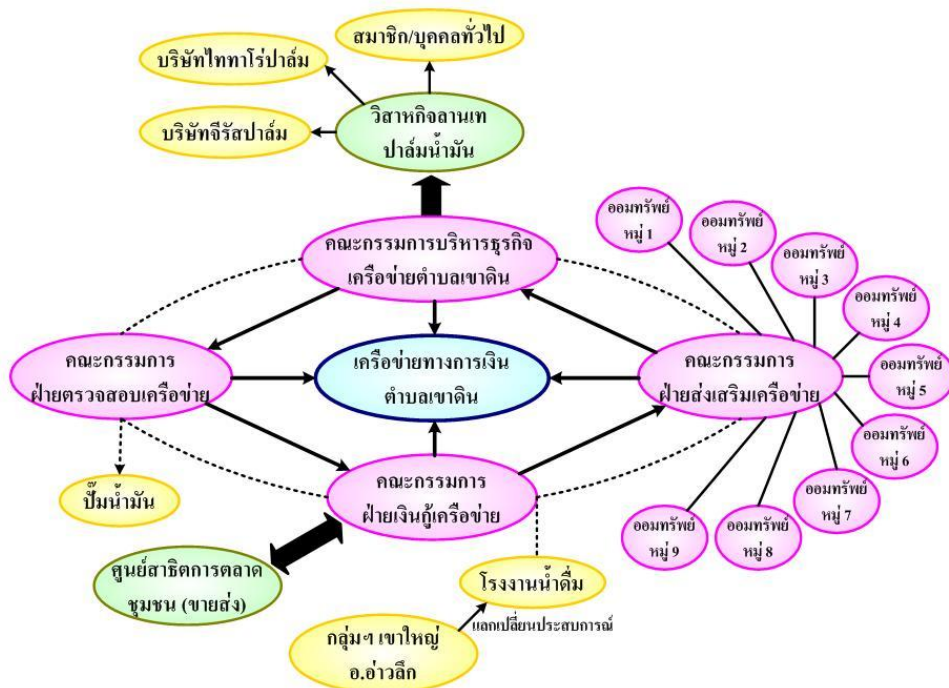 สมาชิก/บุคคลทั่วไป
บริษัทไททาโร่ปาล์ม
วิสาหกิจลานเท
ปาล์มน้ำมัน
บริษัทจีรัสปาล์ม
คณะกรรมการบริหารธุรกิจ
เครือข่ายตำบลเขาดิน
ออมทรัพย์
หมู่ 1
ออมทรัพย์
หมู่ 2
ออมทรัพย์
หมู่ 3
ออมทรัพย์
หมู่ 4
ออมทรัพย์
หมู่ 5
ออมทรัพย์
หมู่ 6
ออมทรัพย์
หมู่ 7
ออมทรัพย์
หมู่ 8
ออมทรัพย์
หมู่ 9
คณะกรรมการ
ฝ่ายตรวจสอบเครือข่าย
เครือข่ายทางการเงิน
ตำบลเขาดิน
คณะกรรมการ
ฝ่ายส่งเสริมเครือข่าย
คณะกรรมการ
ฝ่ายเงินกู้เครือข่าย
ปั๊มน้ำมัน
ศูนย์สาธิตการตลาด
ชุมชน (ขายส่ง)
โรงงานน้ำดื่ม
แลกเปลี่ยนประสบการณ์
กลุ่มฯ เขาใหญ่
อ.อ่าวลึก